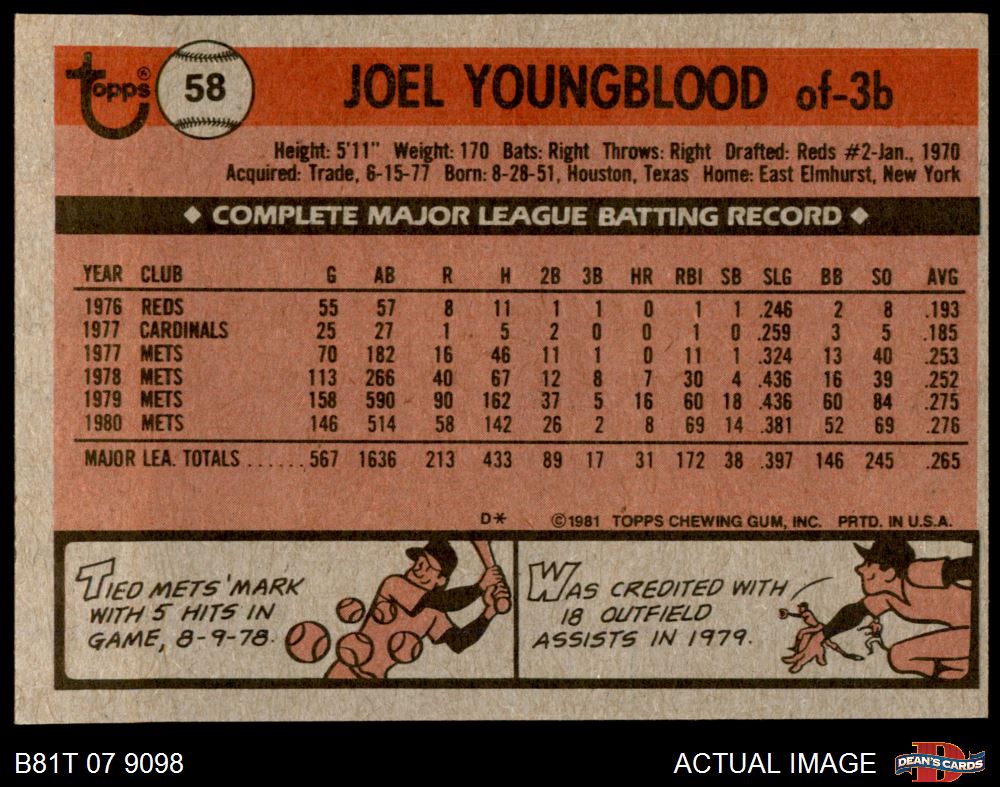 Topps® 58 JOEL YOUNGBLOOD of-3b
Height: 5'11" Weight: 170 Bats: Right Throws: Right Drafted: Reds #2-Jan., 1970
Acquired: Trade, 6-15-77 Born: 8-28-51, Houston, Texas Home: East Elmhurst, New York
◆ COMPLETE MAJOR LEAGUE BATTING RECORD ◆
YEAR CLUB G AB R H 2B 3B HR RBI SB SLG BB SO AVG
1976 REDS 55 57 8 11 1 1 0 1 1 .246 2 8 .193
1977 CARDINALS 25 27 1 5 2 0 0 1 0 .259 3 5 .185
1977 METS 70 182 16 46 11 1 0 11 1 .324 13 40 .253
1978 METS 113 266 40 67 12 8 7 30 4 .436 16 39 .252
1979 METS 158 590 90 162 37 5 16 60 18 .436 60 84 .275
1980 METS 146 514 58 142 26 2 8 69 14 .381 52 69 .276
MAJOR LEA. TOTALS ...... 567 1636 213 433 89 17 31 172 38 .397 146 245 .265
D* ©1981 TOPPS CHEWING GUM, INC. PRTD. IN U.S.A.
TIED METS' MARK
WITH 5 HITS IN
GAME, 8-9-78.
WAS CREDITED WITH
18 OUTFIELD
ASSISTS IN 1979.
B81T 07 9098 ACTUAL IMAGE D DEAN'S CARDS